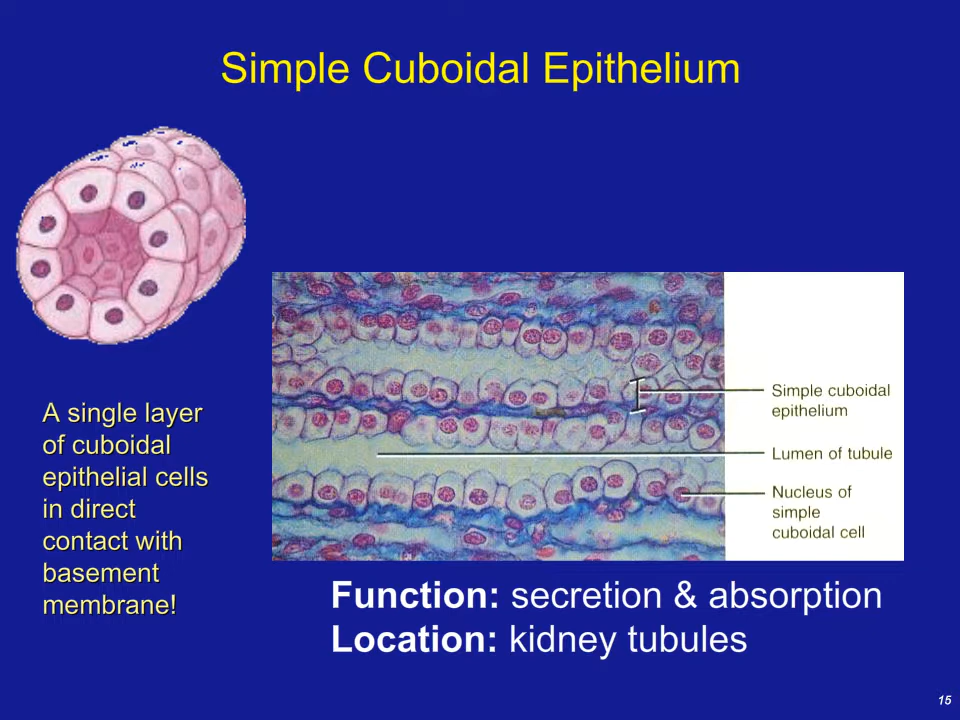 Simple Cuboidal Epithelium
A single layer
of cuboidal
epithelial cells
in direct
contact with
basement
membrane!
Simple cuboidal
epithelium
Lumen of tubule
Nucleus of
simple
cuboidal cell
Function: secretion & absorption
Location: kidney tubules
15